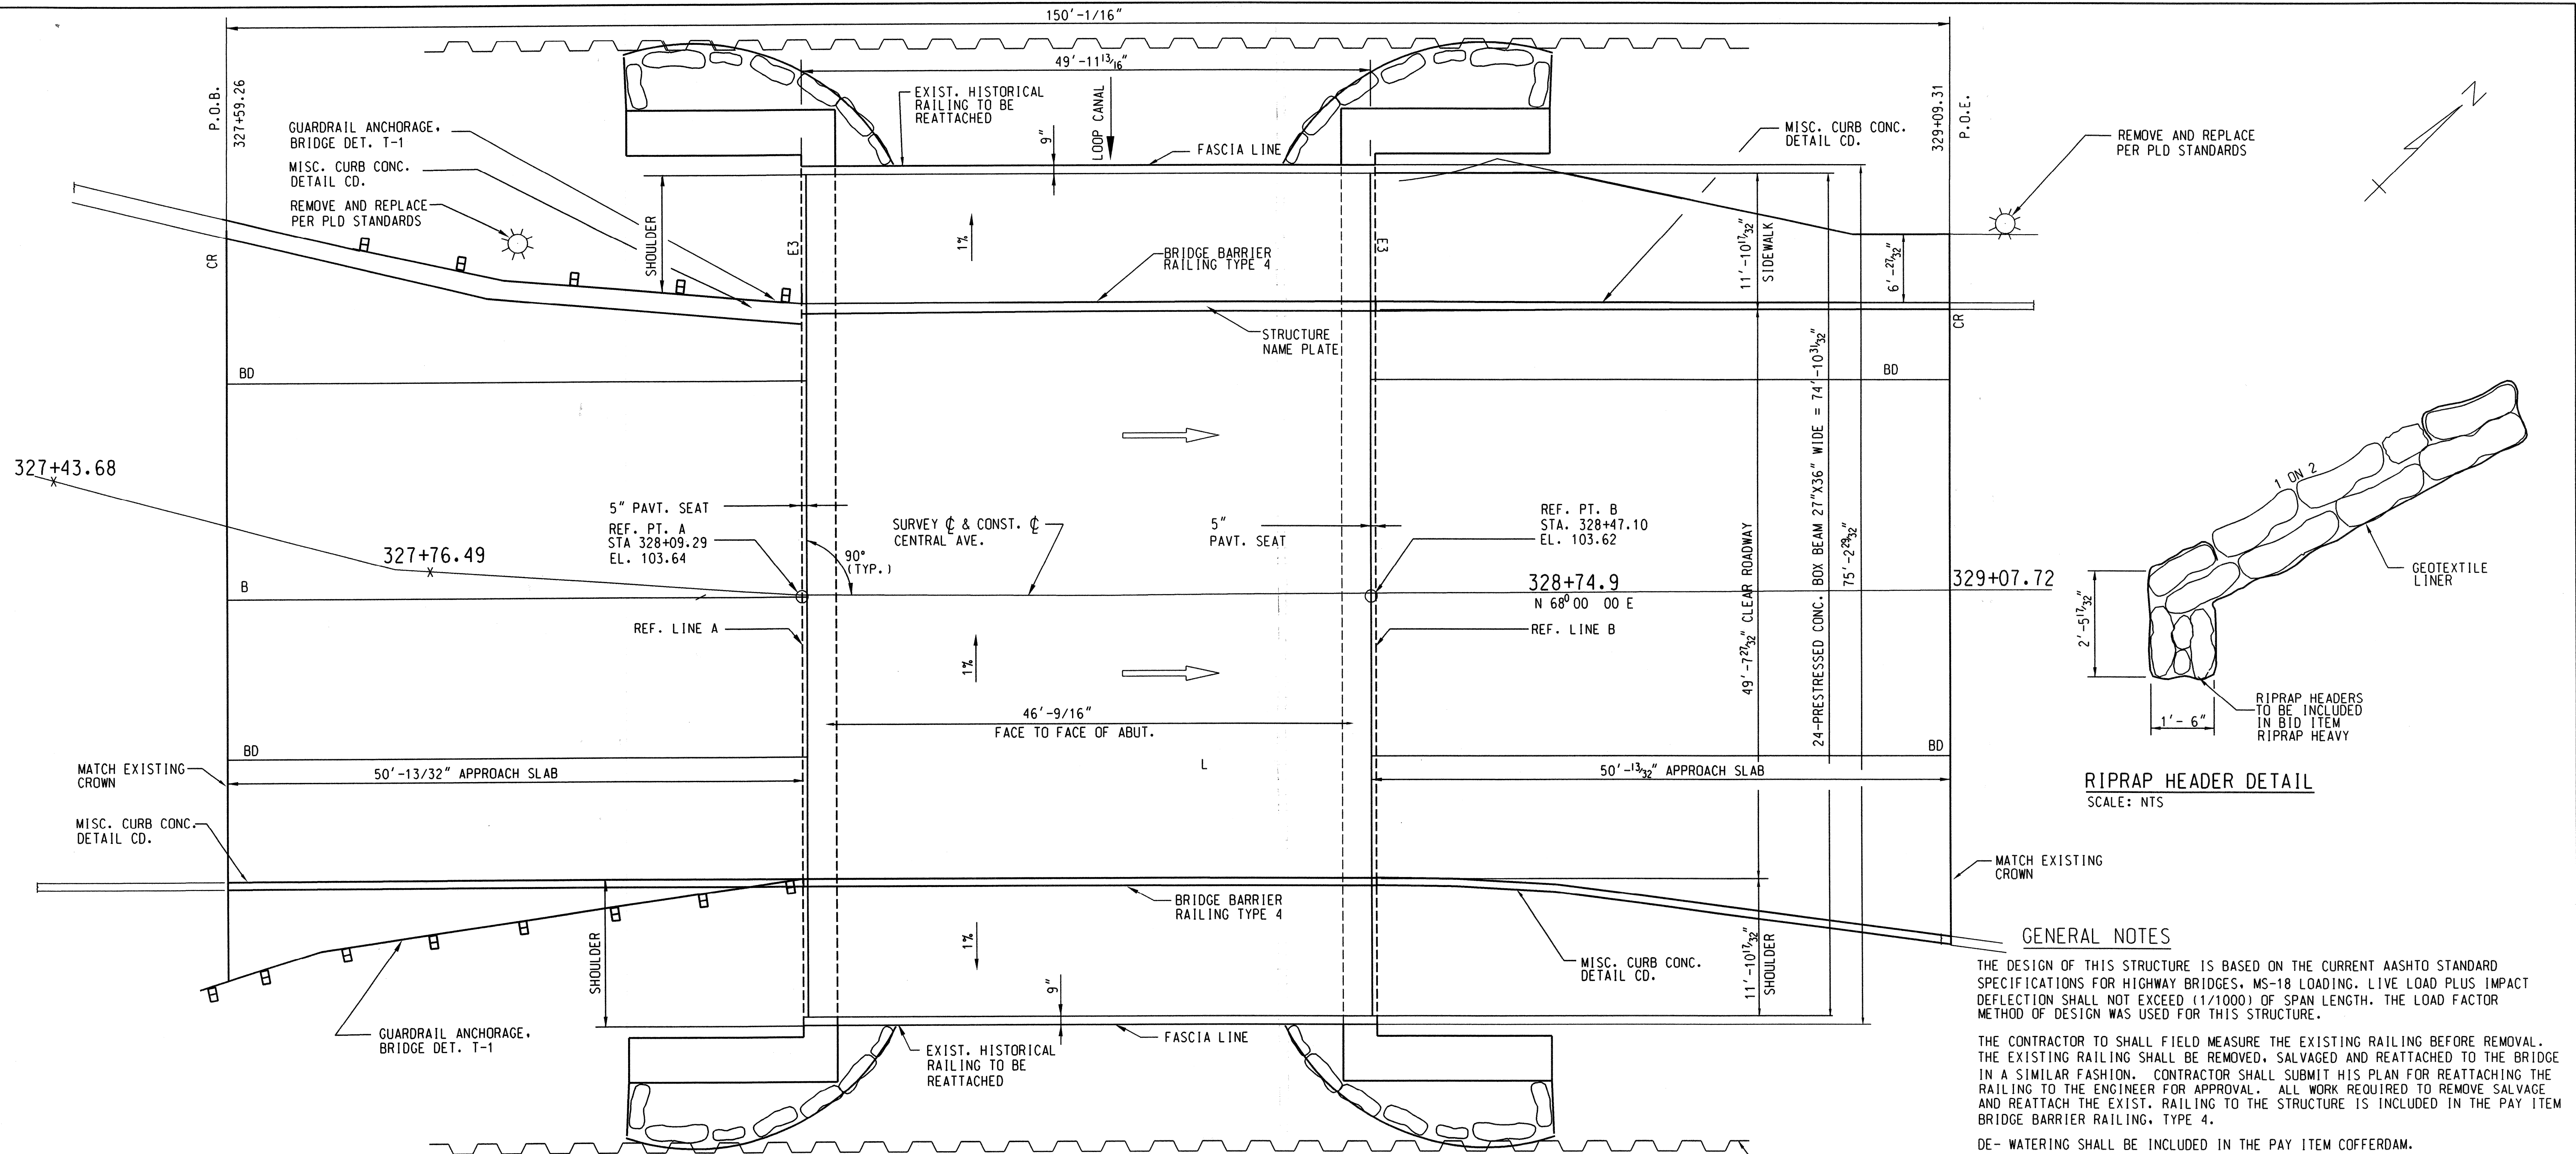 150'-1/16"
49'-11 13/16"
P.O.B.
327+59.26
GUARDRAIL ANCHORAGE,
BRIDGE DET. T-1
MISC. CURB CONC.
DETAIL CD.
REMOVE AND REPLACE
PER PLD STANDARDS
EXIST. HISTORICAL
RAILING TO BE
REATTACHED
9"
LOOP CANAL
FASCIA LINE
MISC. CURB CONC.
DETAIL CD.
329+09.31
P.O.E.
REMOVE AND REPLACE
PER PLD STANDARDS
N
CR
SHOULDER
E3
1%
BRIDGE BARRIER
RAILING TYPE 4
E3
11'-10 17/32"
SIDEWALK
6'-27/32"
CR
STRUCTURE
NAME PLATE
BD
BD
327+43.68
327+76.49
B
5" PAVT. SEAT
REF. PT. A
STA 328+09.29
EL. 103.64
90°
(TYP.)
SURVEY ℄ & CONST. ℄
CENTRAL AVE.
5"
PAVT. SEAT
REF. PT. B
STA. 328+47.10
EL. 103.62
328+74.9
N 68⁰ 00 00 E
329+07.72
REF. LINE A
REF. LINE B
49'-7 27/32" CLEAR ROADWAY
24-PRESTRESSED CONC. BOX BEAM 27"X36" WIDE = 74'-10 31/32"
75'-2 29/32"
1%
46'-9/16"
FACE TO FACE OF ABUT.
L
BD
BD
MATCH EXISTING
CROWN
50'-13/32" APPROACH SLAB
50'-13/32" APPROACH SLAB
MISC. CURB CONC.
DETAIL CD.
1 ON 2
GEOTEXTILE
LINER
2'-5 17/32"
1'- 6"
RIPRAP HEADERS
TO BE INCLUDED
IN BID ITEM
RIPRAP HEAVY
RIPRAP HEADER DETAIL
SCALE: NTS
MATCH EXISTING
CROWN
BRIDGE BARRIER
RAILING TYPE 4
SHOULDER
1%
9"
MISC. CURB CONC.
DETAIL CD.
11'-10 17/32"
SHOULDER
GUARDRAIL ANCHORAGE,
BRIDGE DET. T-1
EXIST. HISTORICAL
RAILING TO BE
REATTACHED
FASCIA LINE
GENERAL NOTES
THE DESIGN OF THIS STRUCTURE IS BASED ON THE CURRENT AASHTO STANDARD
SPECIFICATIONS FOR HIGHWAY BRIDGES, MS-18 LOADING. LIVE LOAD PLUS IMPACT
DEFLECTION SHALL NOT EXCEED (1/1000) OF SPAN LENGTH. THE LOAD FACTOR
METHOD OF DESIGN WAS USED FOR THIS STRUCTURE.
THE CONTRACTOR TO SHALL FIELD MEASURE THE EXISTING RAILING BEFORE REMOVAL.
THE EXISTING RAILING SHALL BE REMOVED, SALVAGED AND REATTACHED TO THE BRIDGE
IN A SIMILAR FASHION. CONTRACTOR SHALL SUBMIT HIS PLAN FOR REATTACHING THE
RAILING TO THE ENGINEER FOR APPROVAL. ALL WORK REQUIRED TO REMOVE SALVAGE
AND REATTACH THE EXIST. RAILING TO THE STRUCTURE IS INCLUDED IN THE PAY ITEM
BRIDGE BARRIER RAILING, TYPE 4.
DE- WATERING SHALL BE INCLUDED IN THE PAY ITEM COFFERDAM.